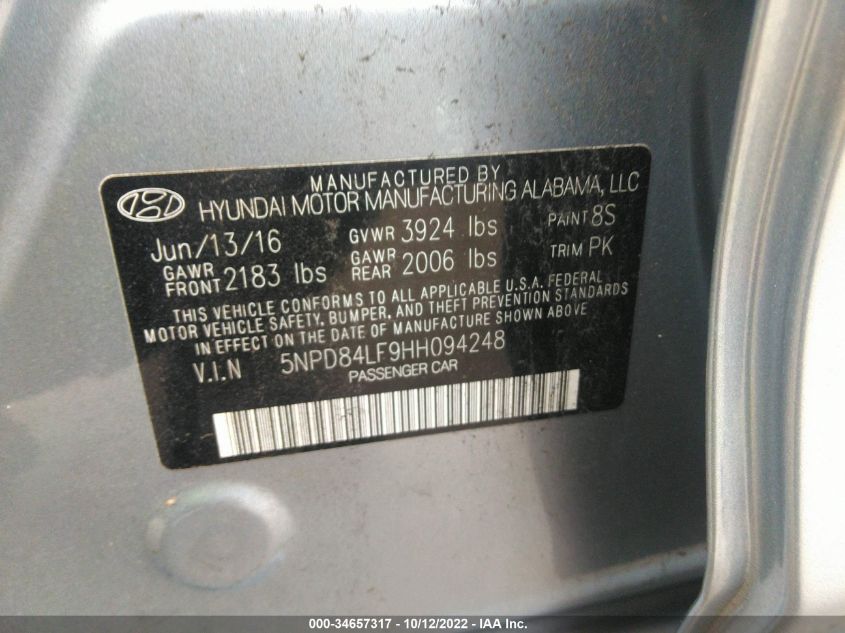 MANUFACTURED BY
HYUNDAI MOTOR MANUFACTURING ALABAMA, LLC
Jun/13/16 GVWR 3924 lbs PAINT 8S
GAWR FRONT 2183 lbs GAWR REAR 2006 lbs TRIM PK
THIS VEHICLE CONFORMS TO ALL APPLICABLE U.S.A. FEDERAL
MOTOR VEHICLE SAFETY, BUMPER, AND THEFT PREVENTION STANDARDS
IN EFFECT ON THE DATE OF MANUFACTURE SHOWN ABOVE
V.I.N 5NPD84LF9HH094248
PASSENGER CAR
000-34657317 - 10/12/2022 - IAA Inc.